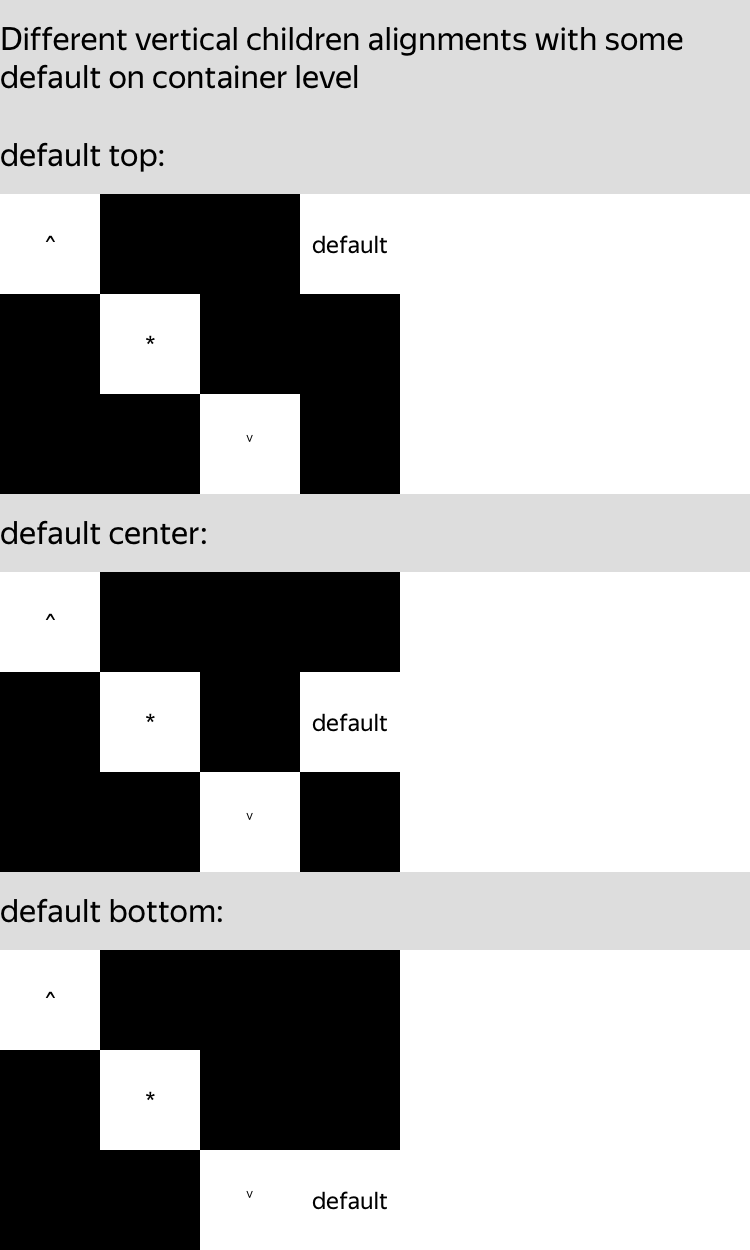 Different vertical children alignments with some
default on container level
default top:
^ default
*
v
default center:
^
* default
v
default bottom:
^
*
v default